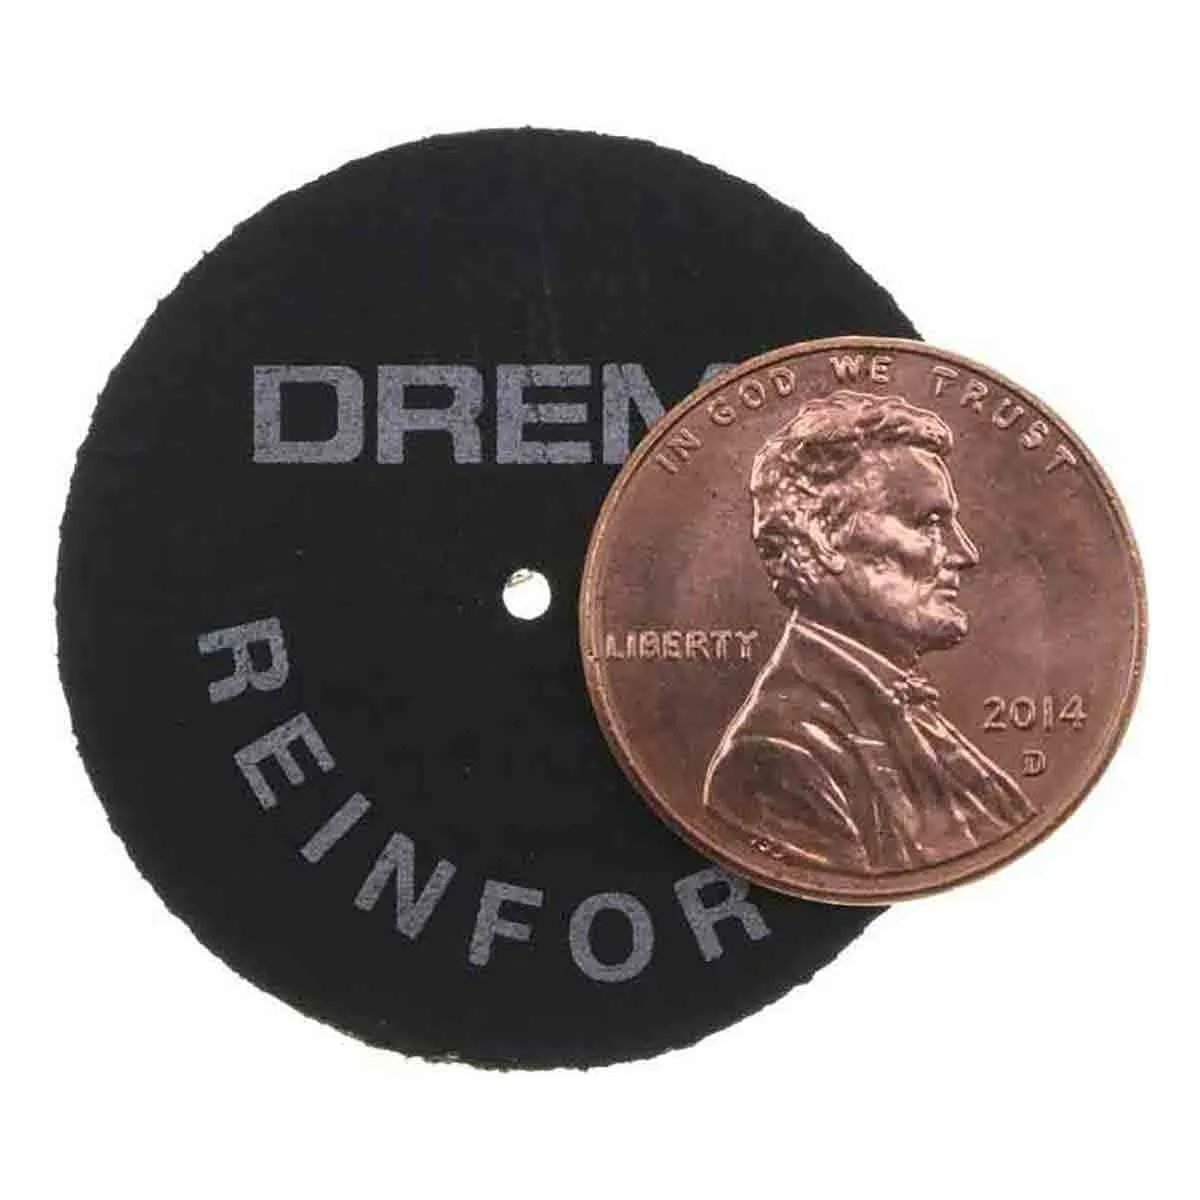 DREM
REINFOR
IN GOD WE TRUST
LIBERTY
2014
D